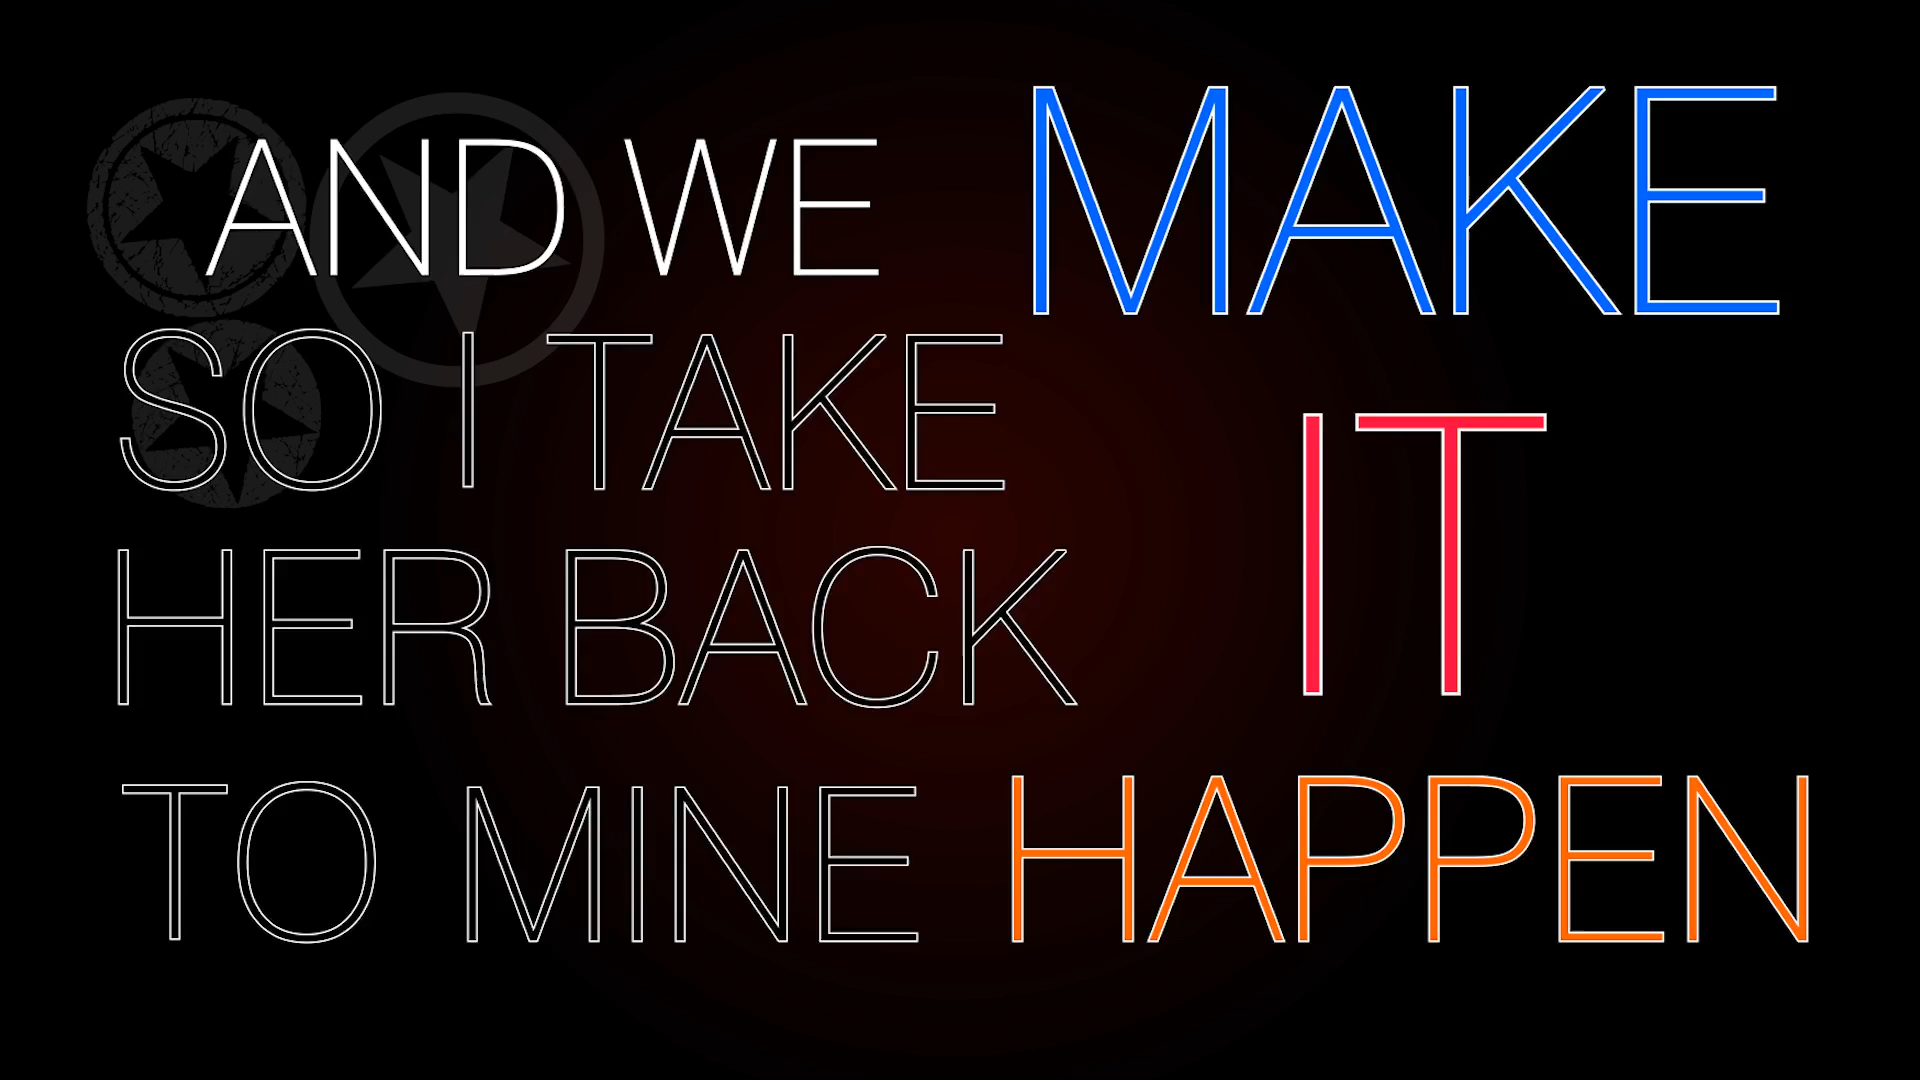 AND WE
SO I TAKE
HER BACK
TO MINE
MAKE
IT
HAPPEN